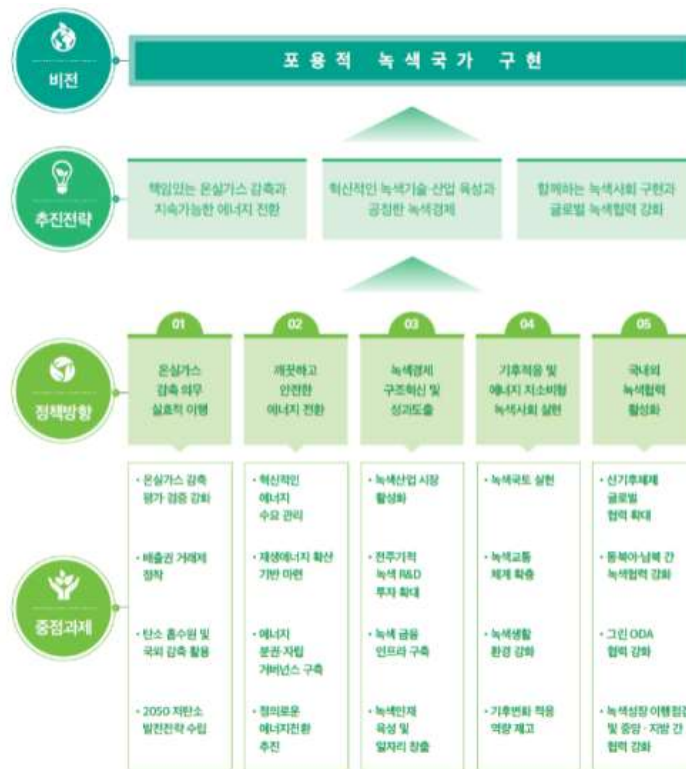 비전
포용적 녹색국가 구현
추진전략
책임있는 온실가스 감축과
지속가능한 에너지 전환
혁신적인 녹색기술·산업 육성과
공정한 녹색경제
함께하는 녹색사회 구현과
글로벌 녹색협력 강화
정책방향
01
온실가스
감축 의무
실효적 이행
02
깨끗하고
안전한
에너지 전환
03
녹색경제
구조혁신 및
성과도출
04
기후적응 및
에너지 저소비형
녹색사회 실현
05
국내외
녹색협력
활성화
중점과제
• 온실가스 감축
평가·검증 강화
• 배출권 거래제
정착
• 탄소 흡수원 및
국외 감축 활용
• 2050 저탄소
발전전략 수립
• 혁신적인
에너지
수요 관리
• 재생에너지 확산
기반 마련
• 에너지
분권·자립
거버넌스 구축
• 정의로운
에너지전환
추진
• 녹색산업 시장
활성화
• 전주기적
녹색 R&D
투자 확대
• 녹색 금융
인프라 구축
• 녹색인재
육성 및
일자리 창출
• 녹색국토 실현
• 녹색교통
체계 확충
• 녹색생활
환경 강화
• 기후변화 적응
역량 제고
• 신기후체제
글로벌
협력 확대
• 동북아·남북 간
녹색협력 강화
• 그린 ODA
협력 강화
• 녹색성장 이행점검
및 중앙·지방 간
협력 강화